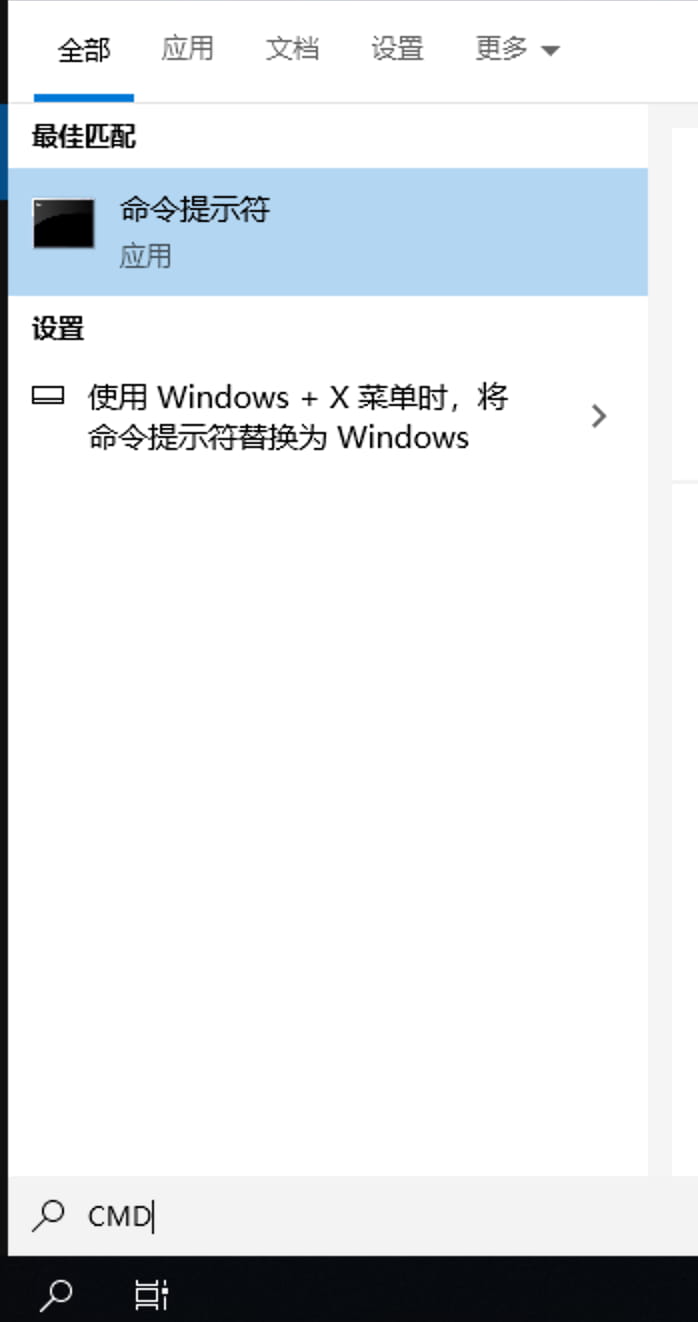 全部 应用 文档 设置 更多
最佳匹配
命令提示符
应用
设置
使用 Windows + X 菜单时，将
命令提示符替换为 Windows
CMD